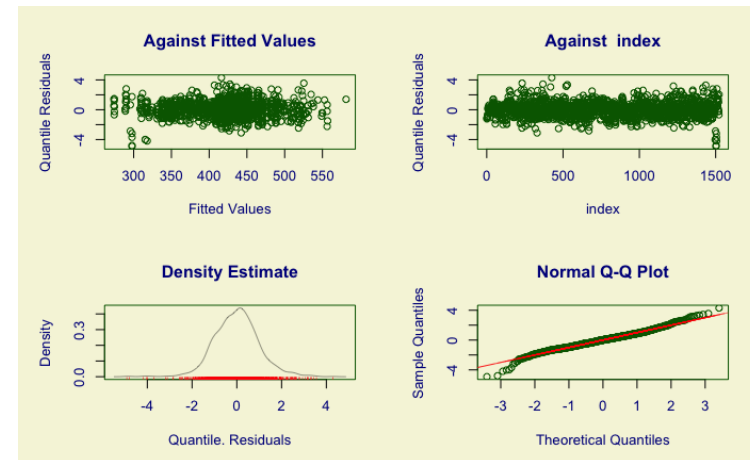 Against Fitted Values
Quantile Residuals
4
0
-4
300 350 400 450 500 550
Fitted Values
Against  index
Quantile Residuals
4
0
-4
0 500 1000 1500
index
Density Estimate
Density
0.3
0.0
-4 -2 0 2 4
Quantile. Residuals
Normal Q-Q Plot
Sample Quantiles
4
0
-4
-3 -2 -1 0 1 2 3
Theoretical Quantiles